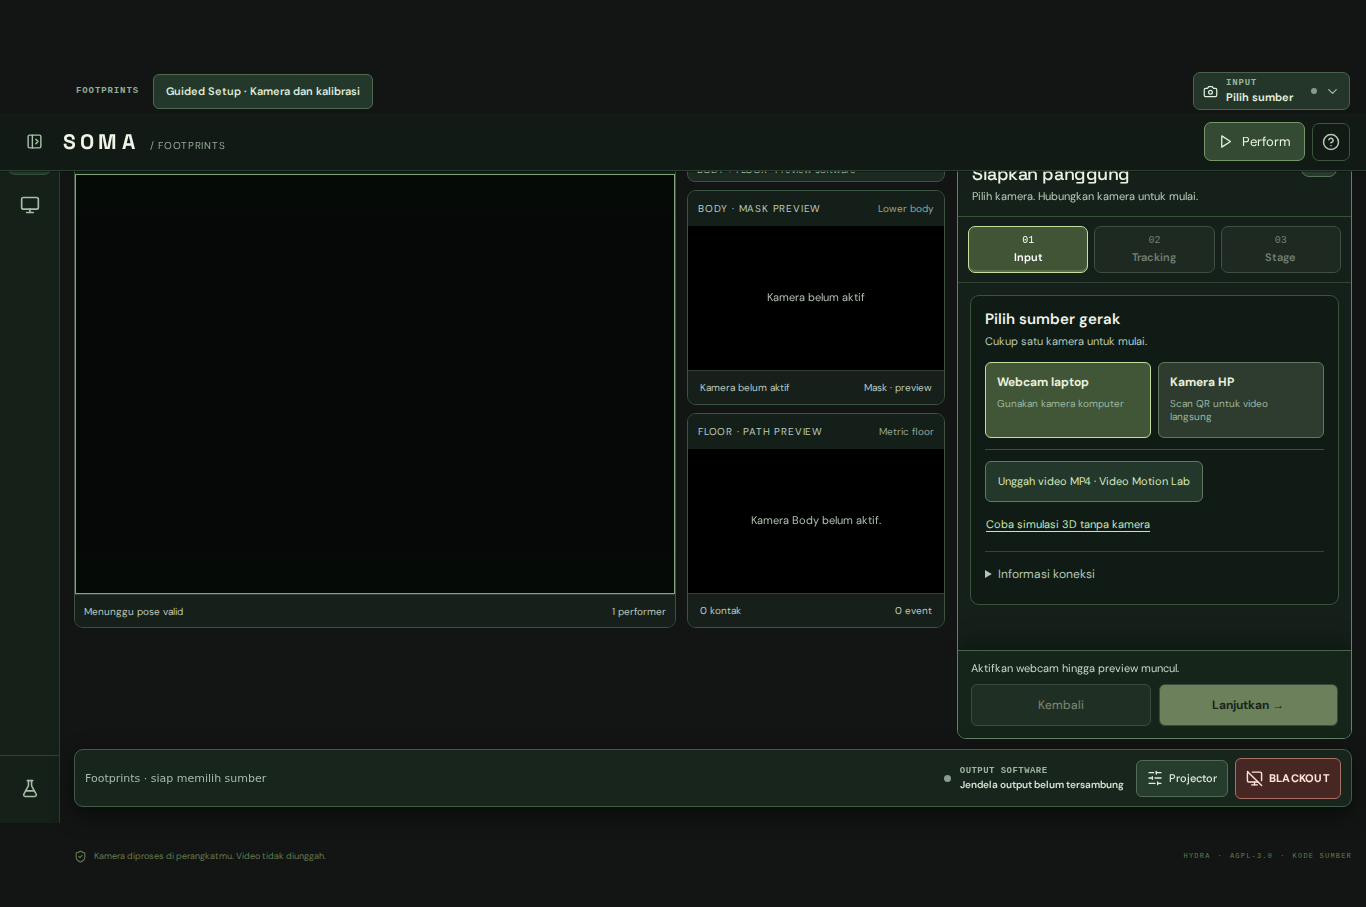 FOOTPRINTS
Guided Setup · Kamera dan kalibrasi
INPUT
Pilih sumber
SOMA / FOOTPRINTS
Perform
Menunggu pose valid
1 performer
BODY · MASK PREVIEW
Lower body
Kamera belum aktif
Kamera belum aktif
Mask · preview
FLOOR · PATH PREVIEW
Metric floor
Kamera Body belum aktif.
0 kontak
0 event
Siapkan panggung
Pilih kamera. Hubungkan kamera untuk mulai.
01
Input
02
Tracking
03
Stage
Pilih sumber gerak
Cukup satu kamera untuk mulai.
Webcam laptop
Gunakan kamera komputer
Kamera HP
Scan QR untuk video
langsung
Unggah video MP4 · Video Motion Lab
Coba simulasi 3D tanpa kamera
Informasi koneksi
Aktifkan webcam hingga preview muncul.
Kembali
Lanjutkan →
Footprints · siap memilih sumber
OUTPUT SOFTWARE
Jendela output belum tersambung
Projector
BLACKOUT
Kamera diproses di perangkatmu. Video tidak diunggah.
HYDRA · AGPL-3.0 · KODE SUMBER